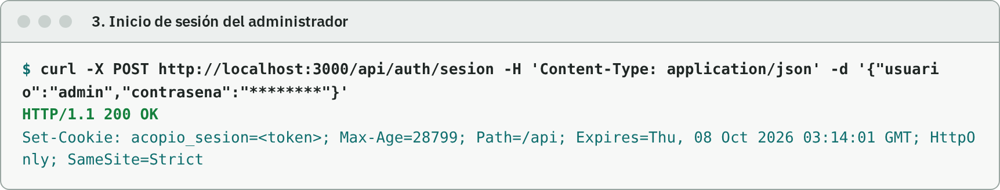 3. Inicio de sesión del administrador
$ curl -X POST http://localhost:3000/api/auth/sesion -H 'Content-Type: application/json' -d '{"usuari
o":"admin","contrasena":"********"}'
HTTP/1.1 200 OK
Set-Cookie: acopio_sesion=<token>; Max-Age=28799; Path=/api; Expires=Thu, 08 Oct 2026 03:14:01 GMT; HttpO
nly; SameSite=Strict